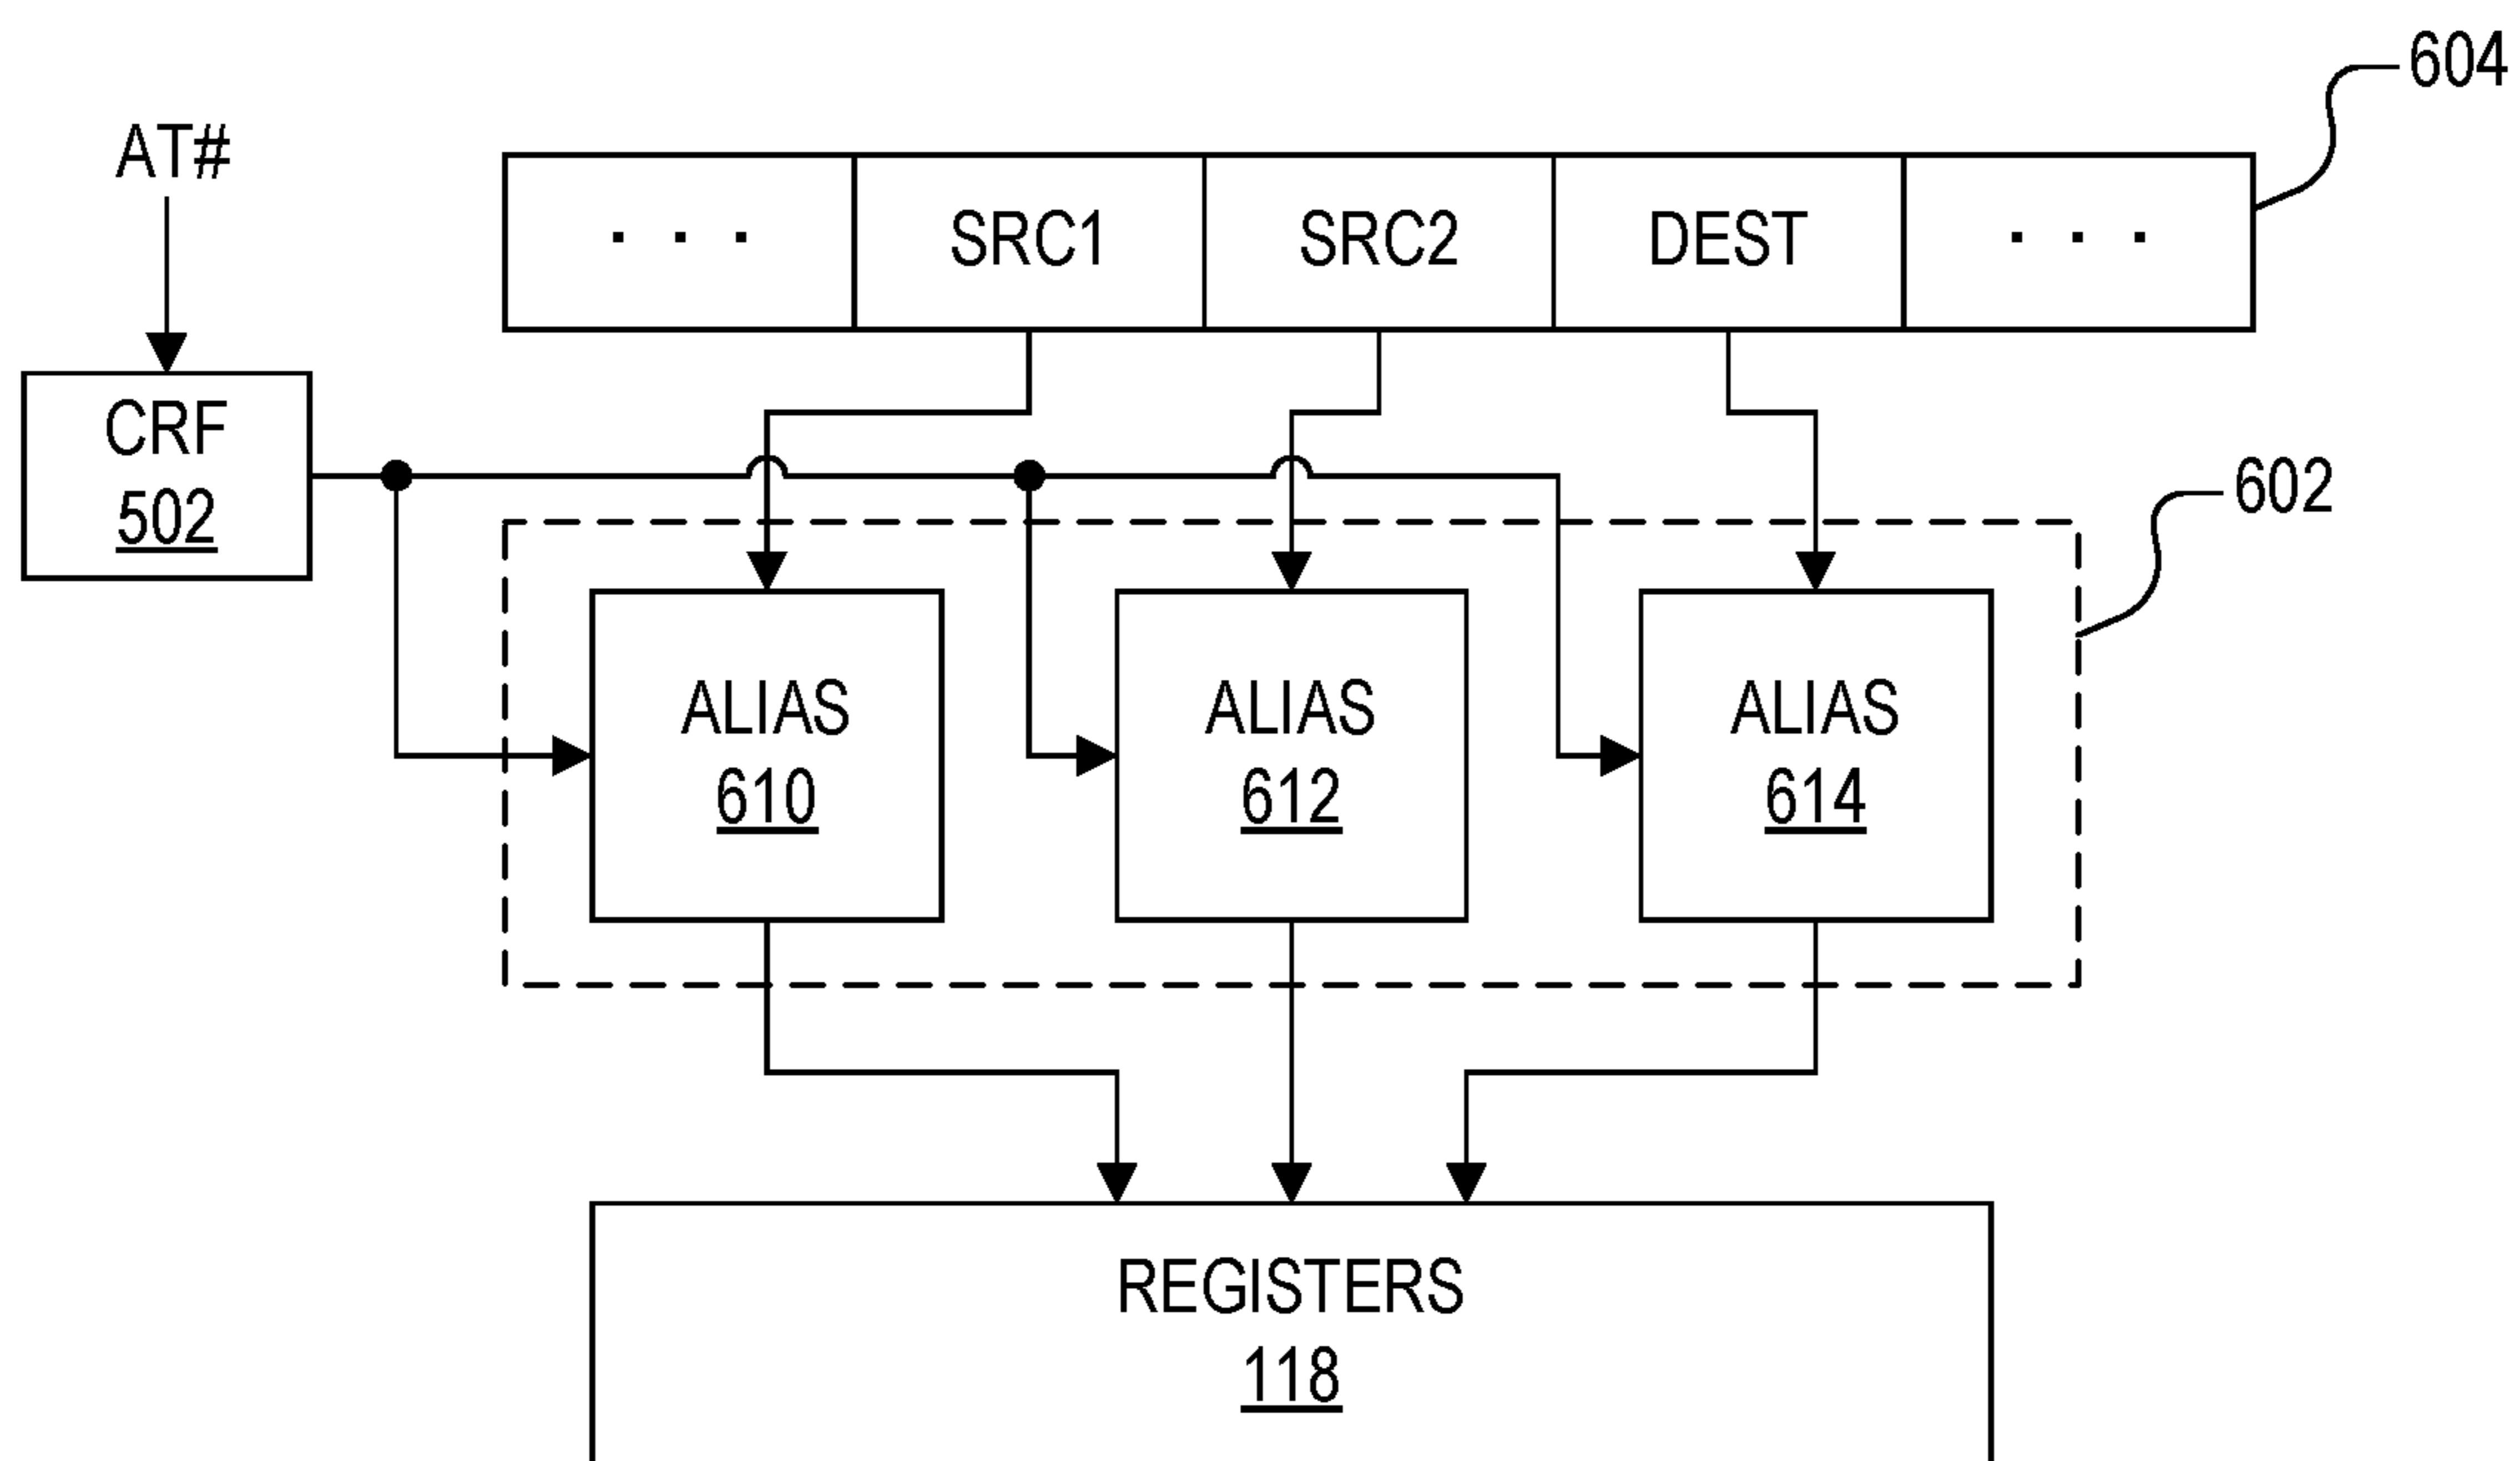 604
AT#
. . .
SRC1
SRC2
DEST
. . .
CRF
502
602
ALIAS
610
ALIAS
612
ALIAS
614
REGISTERS
118